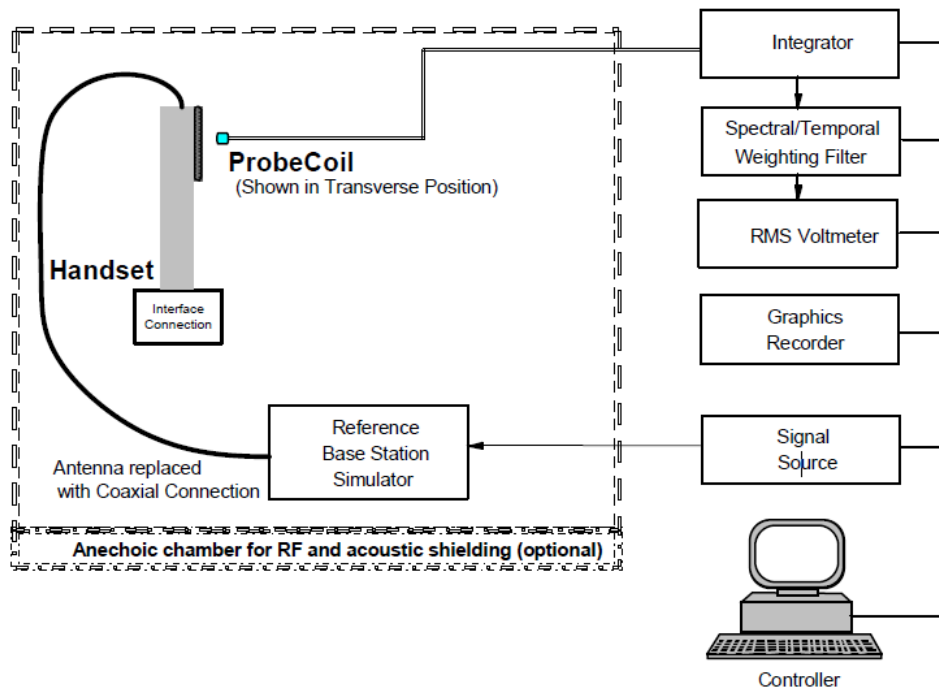 Integrator
Spectral/Temporal
Weighting Filter
ProbeCoil
(Shown in Transverse Position)
RMS Voltmeter
Handset
Interface
Connection
Graphics
Recorder
Reference
Base Station
Simulator
Signal
Source
Antenna replaced
with Coaxial Connection
Anechoic chamber for RF and acoustic shielding (optional)
Controller